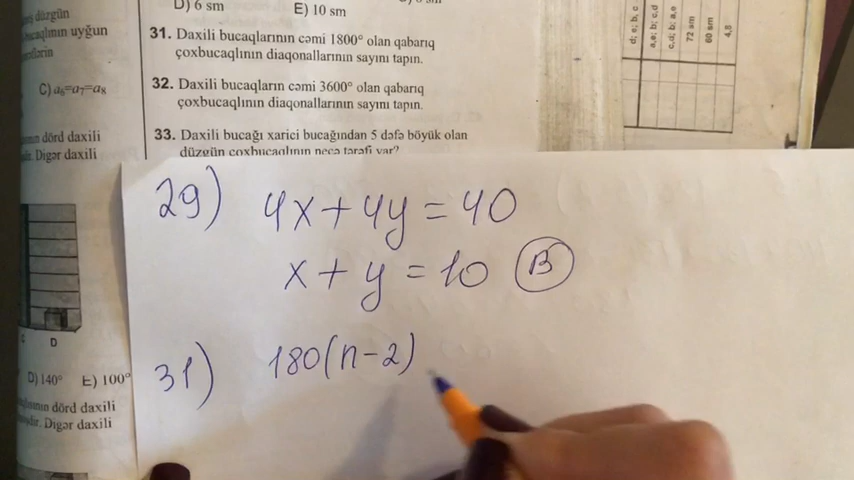 düzgün
uyğun
C) a₆=a₇=a₈
dörd daxili
Digər daxili
D
D) 140° E) 100°
dörd daxili
Digər daxili
D) 6 sm E) 10 sm
31. Daxili bucaqlarının cəmi 1800° olan qabarıq
çoxbucaqlının diaqonallarının sayını tapın.
32. Daxili bucaqların cəmi 3600° olan qabarıq
çoxbucaqlının diaqonallarının sayını tapın.
33. Daxili bucağı xarici bucağından 5 dəfə böyük olan
düzgün çoxbucaqlının neçə tərəfi var?
d; e; b, c
a,e; b; c,d
c,d; b; a,e
72 sm
60 sm
4,8
29) 4x+4y=40
x+y=10 B
31) 180(n-2)